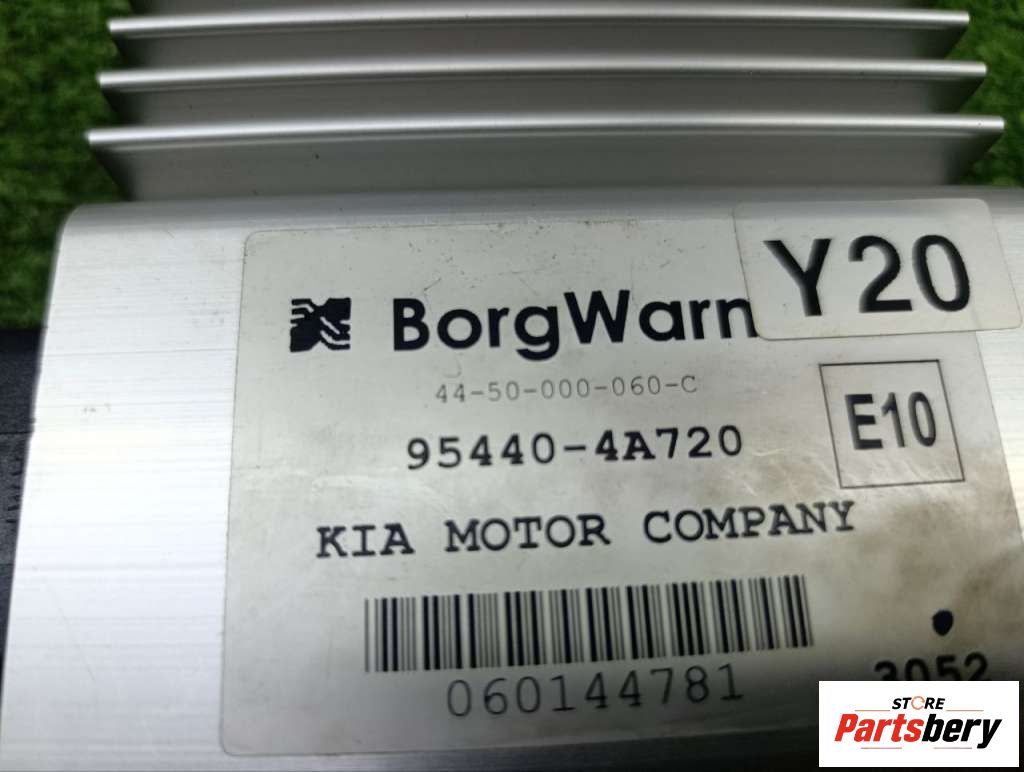 BorgWarn
Y20
44-50-000-060-C
E10
95440-4A720
KIA MOTOR COMPANY
060144781
3052
STORE
Partsbery